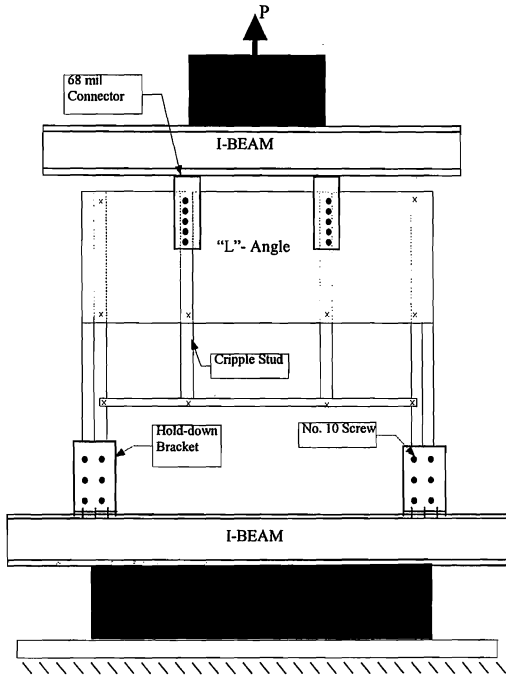 P
68 mil
Connector
I-BEAM
"L"- Angle
Cripple Stud
Hold-down
Bracket
No. 10 Screw
I-BEAM